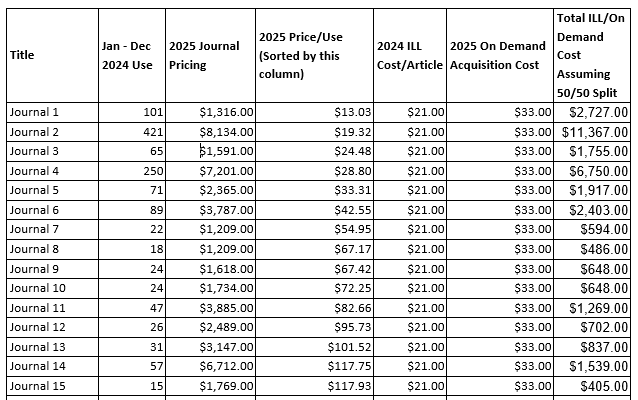 Title	Jan - Dec 2024 Use	2025 Journal Pricing	2025 Price/Use (Sorted by this column)	2024 ILL Cost/Article	2025 On Demand Acquisition Cost	Total ILL/On Demand Cost Assuming 50/50 Split
Journal 1	101	$1,316.00	$13.03	$21.00	$33.00	$2,727.00
Journal 2	421	$8,134.00	$19.32	$21.00	$33.00	$11,367.00
Journal 3	65	$1,591.00	$24.48	$21.00	$33.00	$1,755.00
Journal 4	250	$7,201.00	$28.80	$21.00	$33.00	$6,750.00
Journal 5	71	$2,365.00	$33.31	$21.00	$33.00	$1,917.00
Journal 6	89	$3,787.00	$42.55	$21.00	$33.00	$2,403.00
Journal 7	22	$1,209.00	$54.95	$21.00	$33.00	$594.00
Journal 8	18	$1,209.00	$67.17	$21.00	$33.00	$486.00
Journal 9	24	$1,618.00	$67.42	$21.00	$33.00	$648.00
Journal 10	24	$1,734.00	$72.25	$21.00	$33.00	$648.00
Journal 11	47	$3,885.00	$82.66	$21.00	$33.00	$1,269.00
Journal 12	26	$2,489.00	$95.73	$21.00	$33.00	$702.00
Journal 13	31	$3,147.00	$101.52	$21.00	$33.00	$837.00
Journal 14	57	$6,712.00	$117.75	$21.00	$33.00	$1,539.00
Journal 15	15	$1,769.00	$117.93	$21.00	$33.00	$405.00